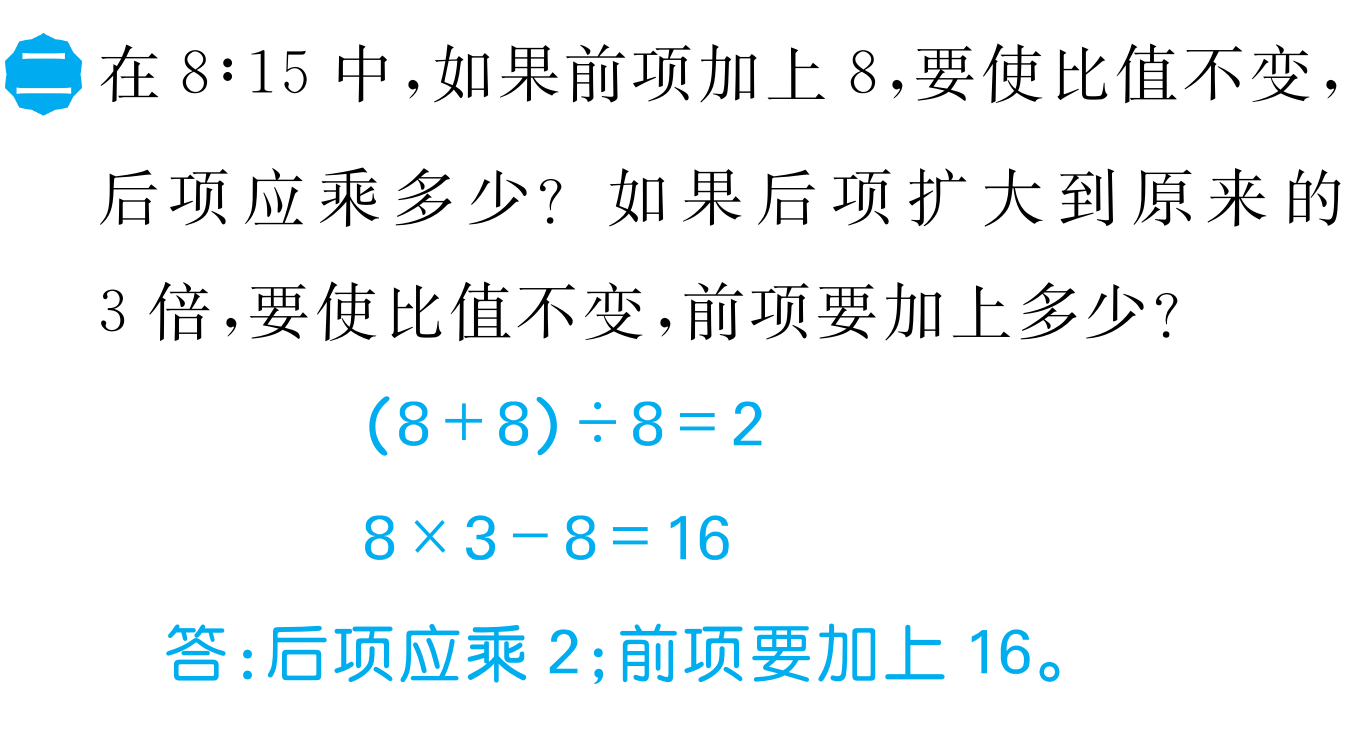 二 在 8∶15 中,如果前项加上 8,要使比值不变,
后项应乘多少? 如果后项扩大到原来的
3 倍,要使比值不变,前项要加上多少?
(8+8)÷8=2
8×3-8=16
答:后项应乘 2;前项要加上 16。